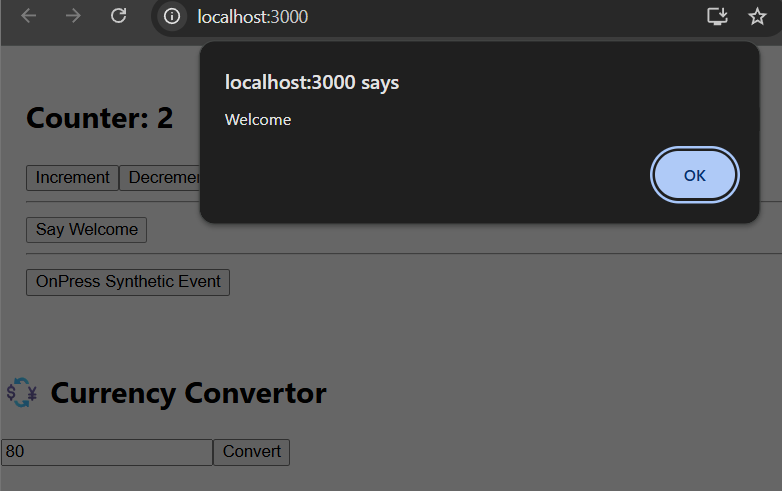 localhost:3000
localhost:3000 says
Welcome
OK
Counter: 2
Increment
Say Welcome
OnPress Synthetic Event
$ ¥ Currency Convertor
80 Convert